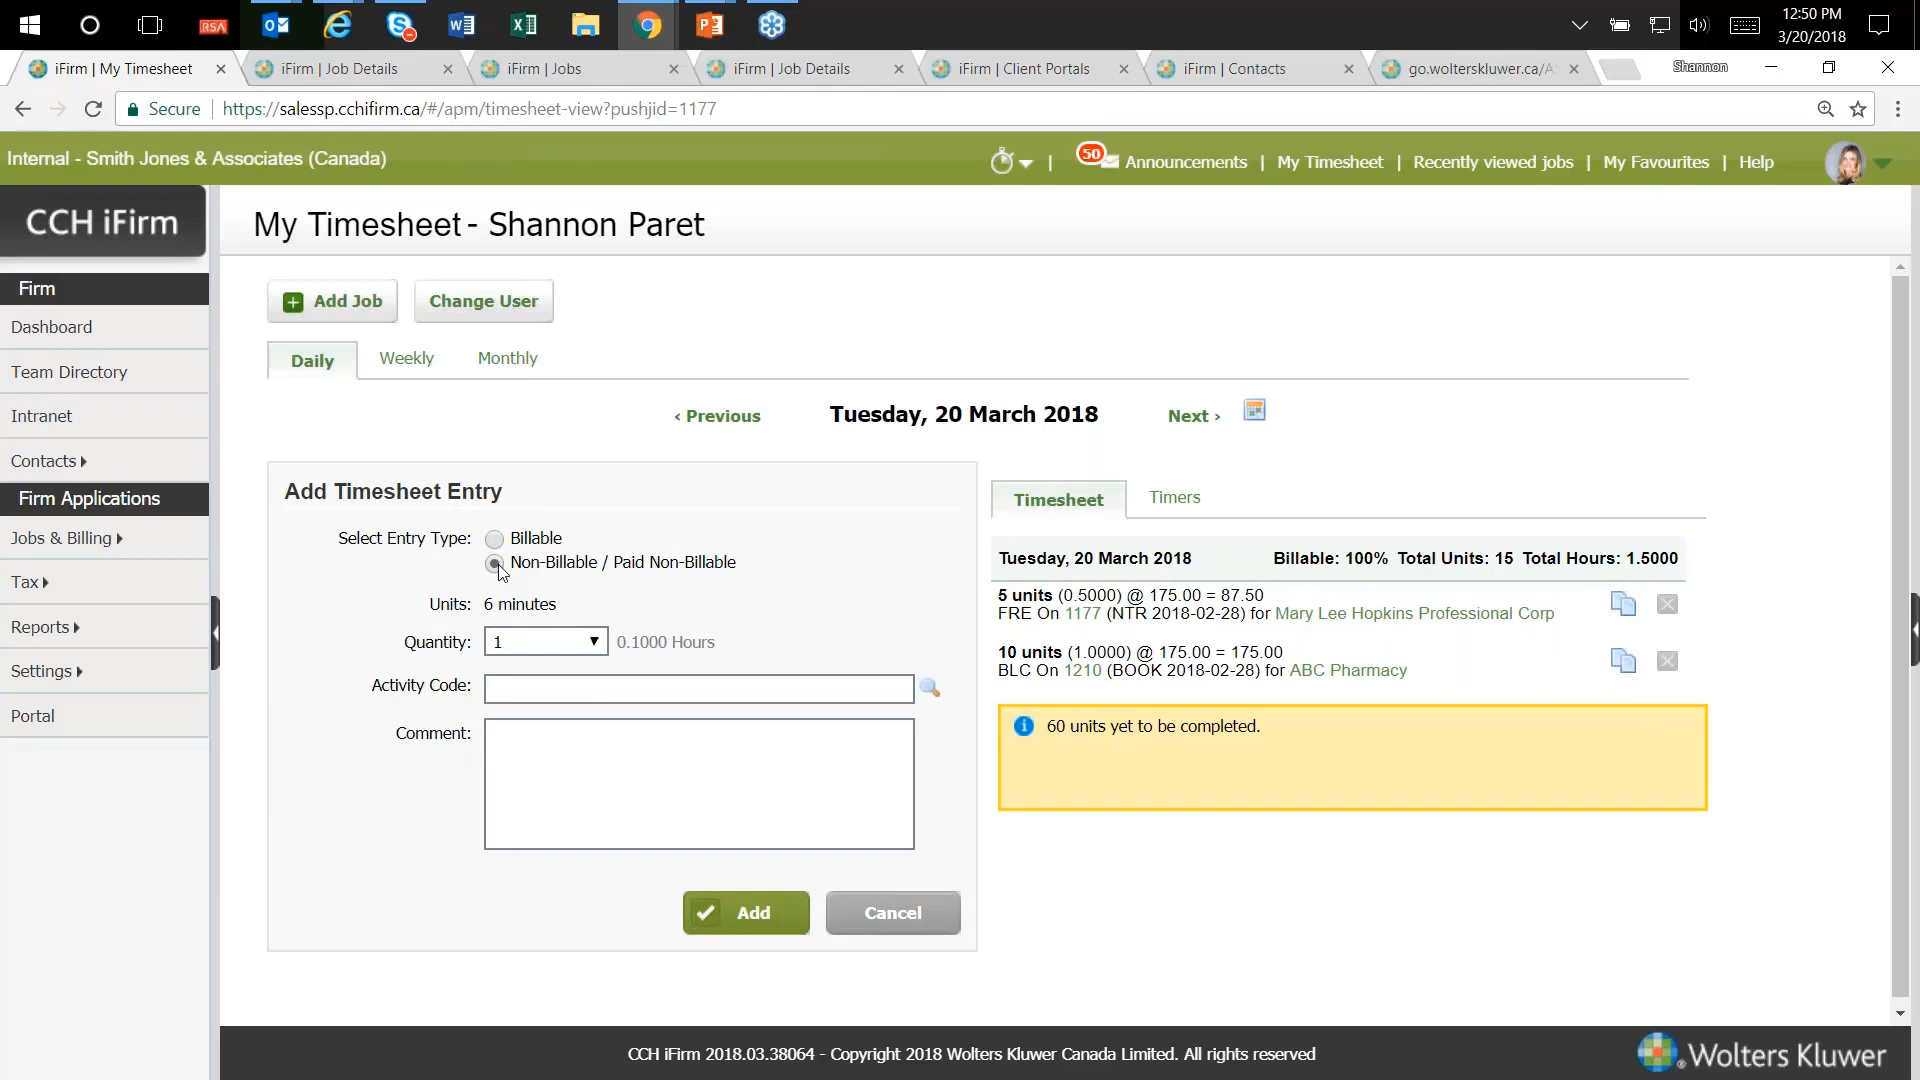 RSA
12:50 PM
3/20/2018
iFirm | My Timesheet
iFirm | Job Details
iFirm | Jobs
iFirm | Job Details
iFirm | Client Portals
iFirm | Contacts
go.wolterskluwer.ca/A
Shannon
Secure
https://salessp.cchifirm.ca/#/apm/timesheet-view?pushjid=1177
Internal - Smith Jones & Associates (Canada)
50
Announcements | My Timesheet | Recently viewed jobs | My Favourites | Help
CCH iFirm
My Timesheet - Shannon Paret
Firm
Dashboard
Team Directory
Intranet
Contacts
Firm Applications
Jobs & Billing
Tax
Reports
Settings
Portal
Add Job
Change User
Daily
Weekly
Monthly
‹ Previous
Tuesday, 20 March 2018
Next ›
Add Timesheet Entry
Select Entry Type:
Billable
Non-Billable / Paid Non-Billable
Units:
6 minutes
Quantity:
1
0.1000 Hours
Activity Code:
Comment:
Add
Cancel
Timesheet
Timers
Tuesday, 20 March 2018
Billable: 100% Total Units: 15 Total Hours: 1.5000
5 units (0.5000) @ 175.00 = 87.50
FRE On 1177 (NTR 2018-02-28) for Mary Lee Hopkins Professional Corp
10 units (1.0000) @ 175.00 = 175.00
BLC On 1210 (BOOK 2018-02-28) for ABC Pharmacy
60 units yet to be completed.
CCH iFirm 2018.03.38064 - Copyright 2018 Wolters Kluwer Canada Limited. All rights reserved
Wolters Kluwer